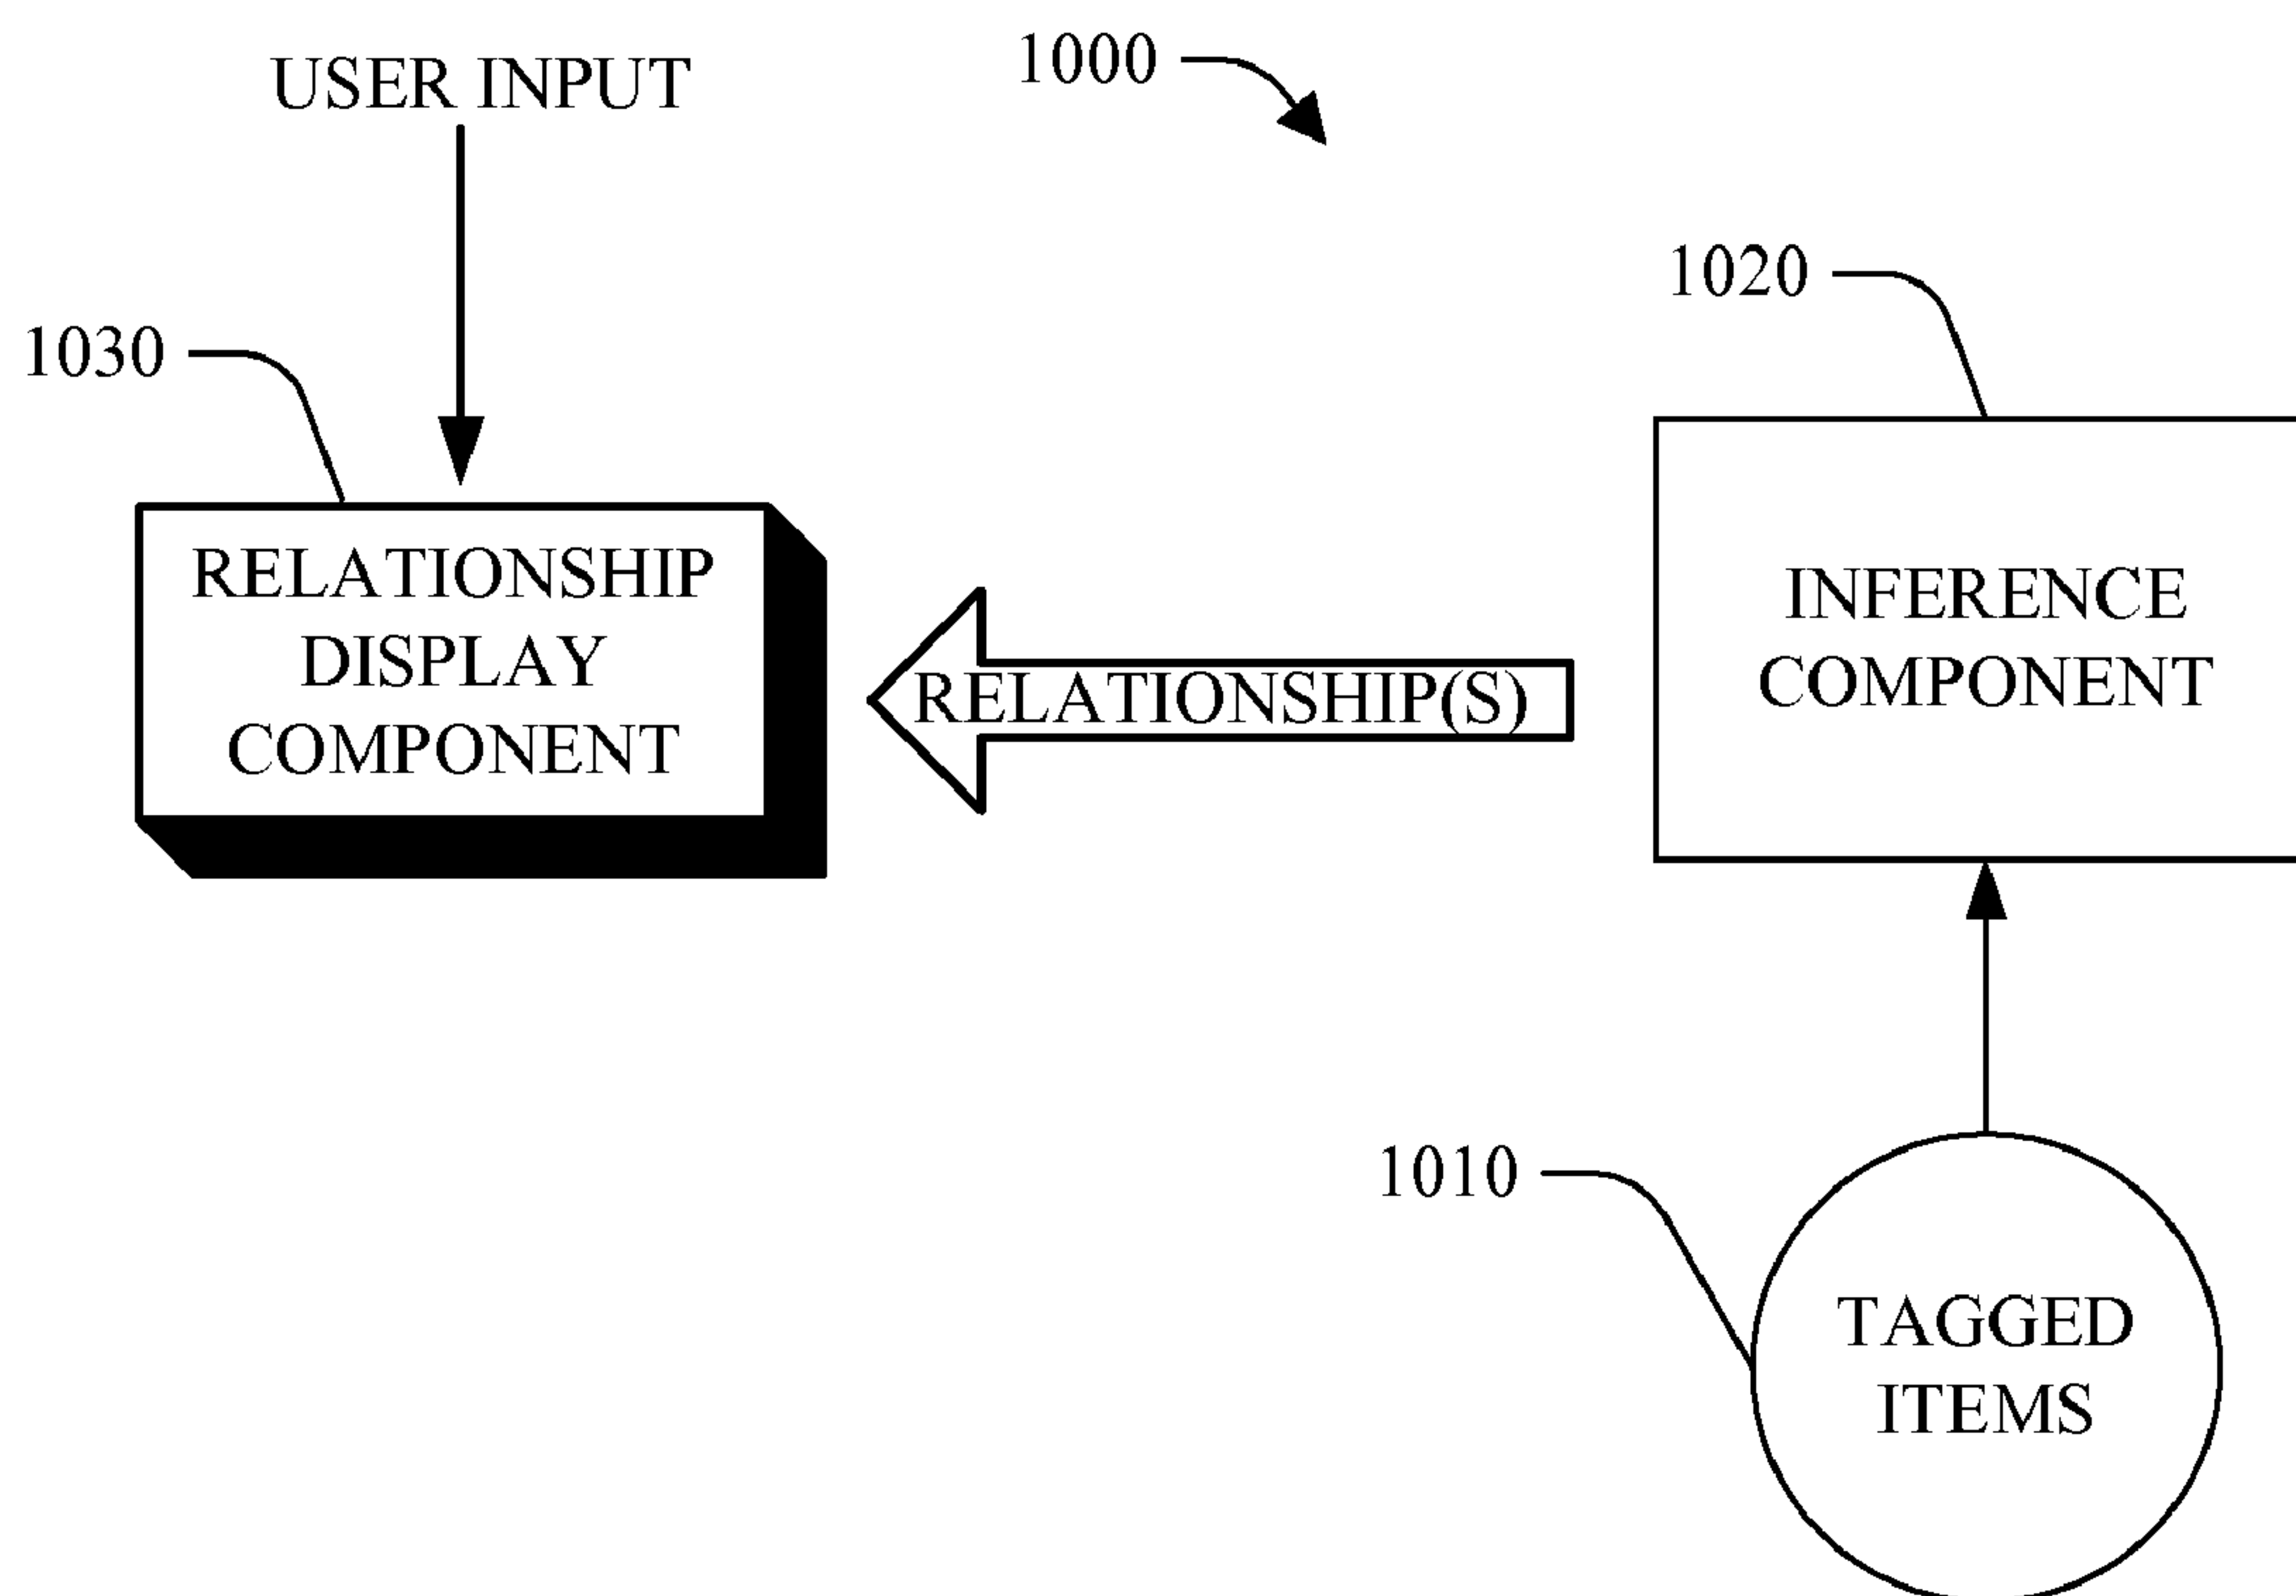 USER INPUT
1000
1020
1030
RELATIONSHIP
DISPLAY
COMPONENT
RELATIONSHIP(S)
INFERENCE
COMPONENT
1010
TAGGED
ITEMS